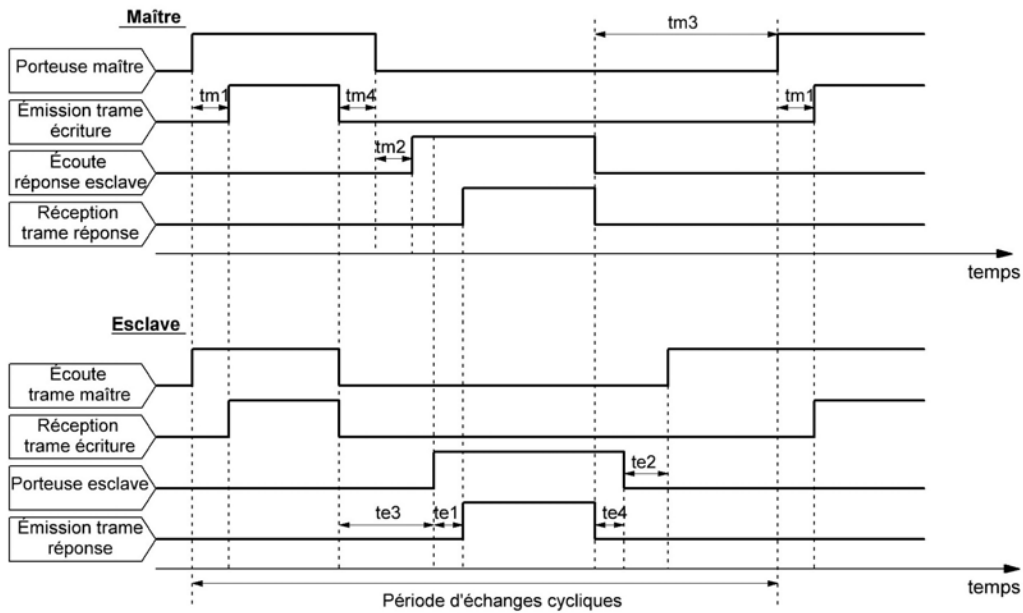 Maître
tm3
Porteuse maître
tm1
tm4
tm1
Émission trame
écriture
tm2
Écoute
réponse esclave
Réception
trame réponse
temps
Esclave
Écoute
trame maître
Réception
trame écriture
te2
Porteuse esclave
te3
te1
te4
Émission trame
réponse
temps
Période d'échanges cycliques